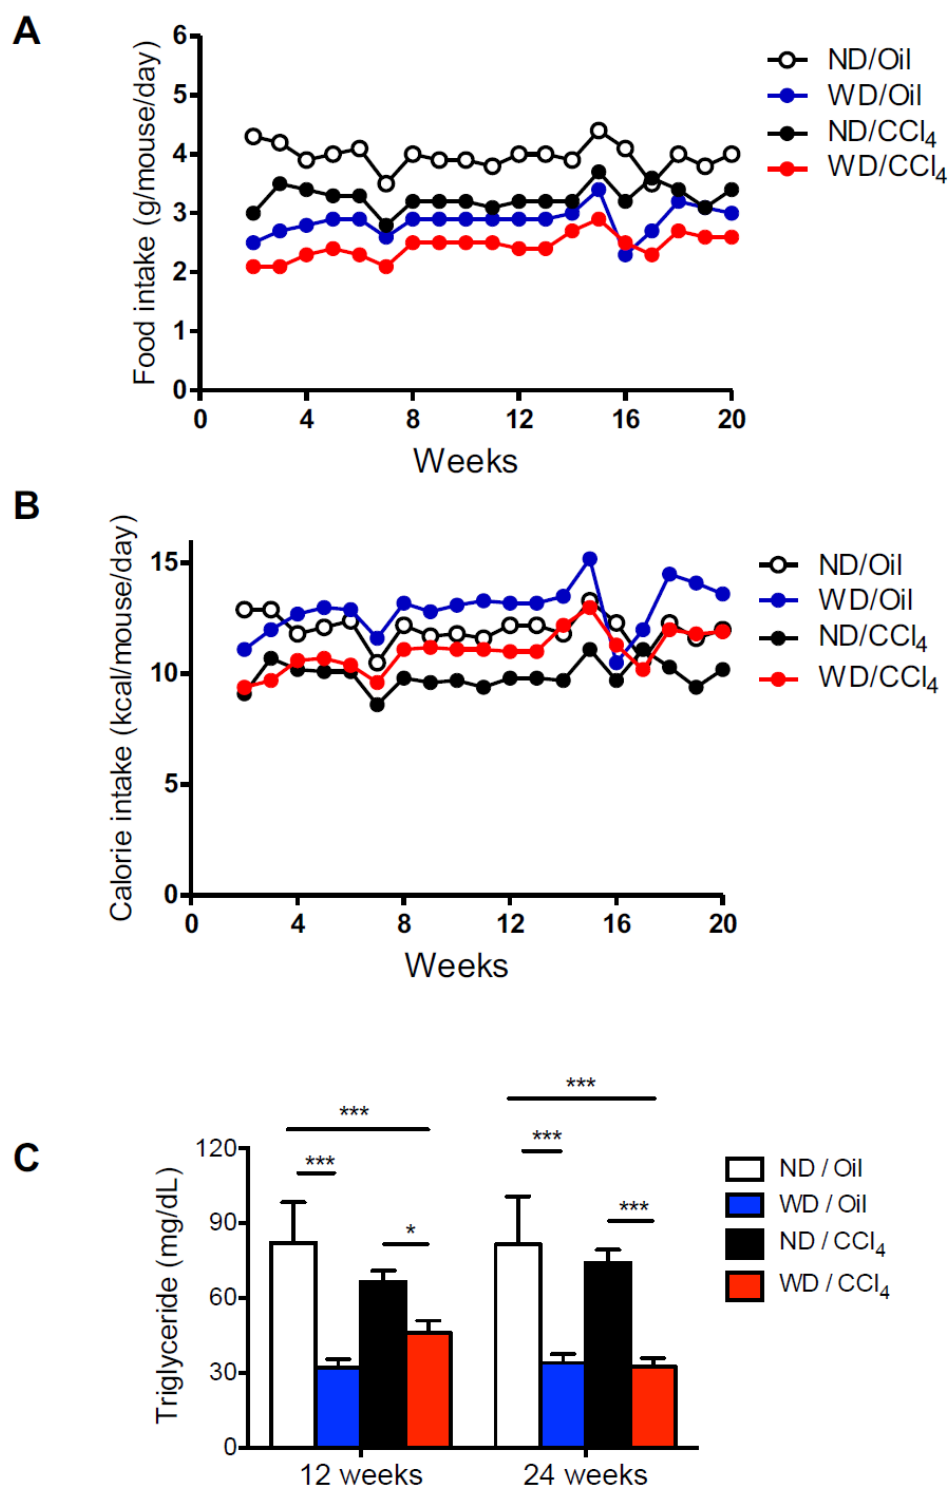 A
Food intake (g/mouse/day)
6
5
4
3
2
1
0
0 4 8 12 16 20
Weeks
ND/Oil
WD/Oil
ND/CCl₄
WD/CCl₄
B
Calorie intake (kcal/mouse/day)
15
10
5
0
0 4 8 12 16 20
Weeks
ND/Oil
WD/Oil
ND/CCl₄
WD/CCl₄
C
Triglyceride (mg/dL)
120
90
60
30
0
***
***
*
***
***
***
12 weeks 24 weeks
ND / Oil
WD / Oil
ND / CCl₄
WD / CCl₄